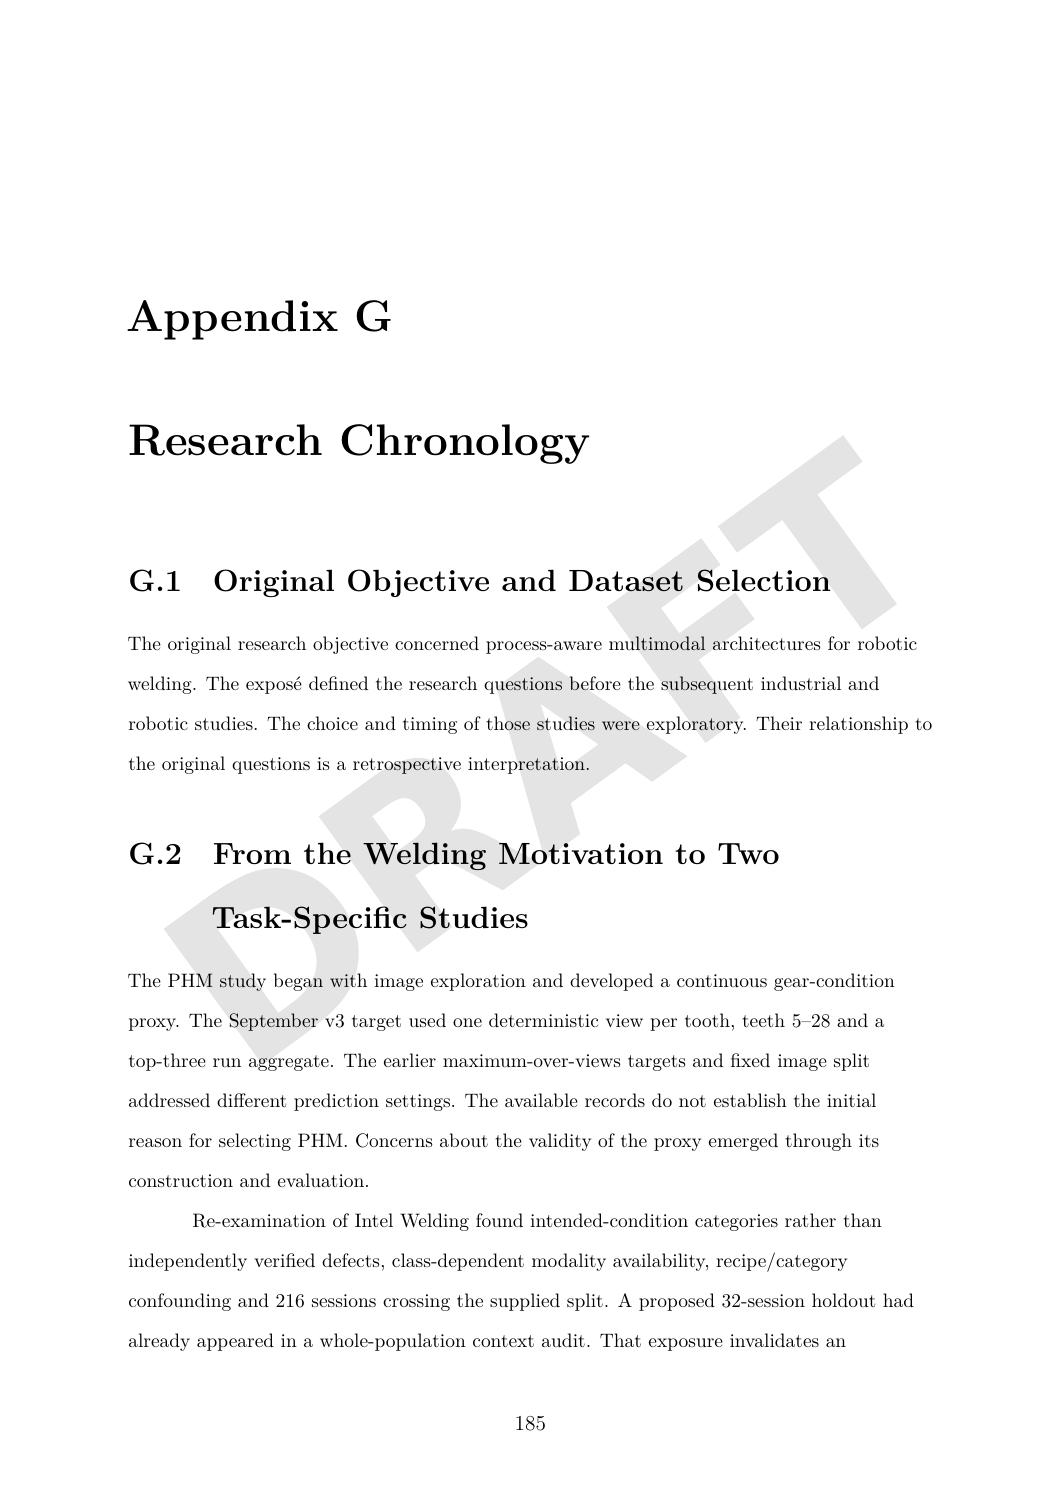 Appendix G
Research Chronology
G.1 Original Objective and Dataset Selection
The original research objective concerned process-aware multimodal architectures for robotic
welding. The exposé defined the research questions before the subsequent industrial and
robotic studies. The choice and timing of those studies were exploratory. Their relationship to
the original questions is a retrospective interpretation.
G.2 From the Welding Motivation to Two
Task-Specific Studies
The PHM study began with image exploration and developed a continuous gear-condition
proxy. The September v3 target used one deterministic view per tooth, teeth 5–28 and a
top-three run aggregate. The earlier maximum-over-views targets and fixed image split
addressed different prediction settings. The available records do not establish the initial
reason for selecting PHM. Concerns about the validity of the proxy emerged through its
construction and evaluation.
Re-examination of Intel Welding found intended-condition categories rather than
independently verified defects, class-dependent modality availability, recipe/category
confounding and 216 sessions crossing the supplied split. A proposed 32-session holdout had
already appeared in a whole-population context audit. That exposure invalidates an
185
DRAFT